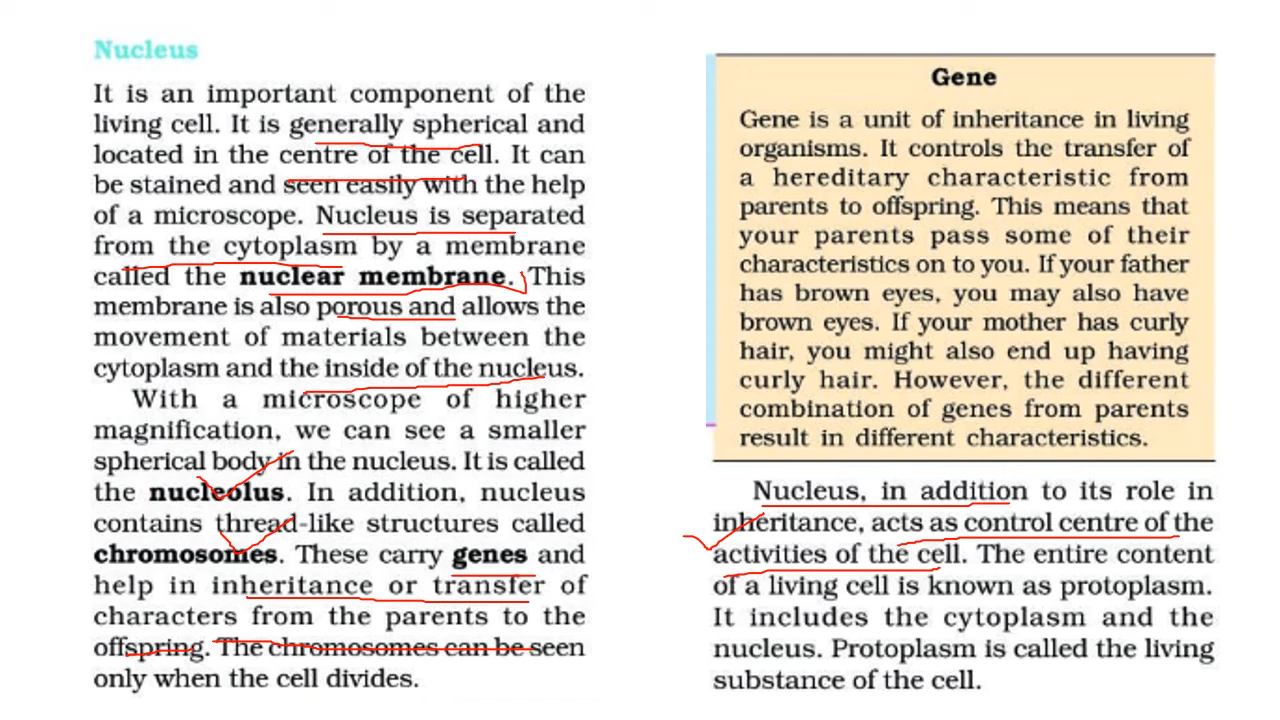 Nucleus
It is an important component of the
living cell. It is generally spherical and
located in the centre of the cell. It can
be stained and seen easily with the help
of a microscope. Nucleus is separated
from the cytoplasm by a membrane
called the nuclear membrane. This
membrane is also porous and allows the
movement of materials between the
cytoplasm and the inside of the nucleus.
With a microscope of higher
magnification, we can see a smaller
spherical body in the nucleus. It is called
the nucleolus. In addition, nucleus
contains thread-like structures called
chromosomes. These carry genes and
help in inheritance or transfer of
characters from the parents to the
offspring. The chromosomes can be seen
only when the cell divides.
Gene
Gene is a unit of inheritance in living
organisms. It controls the transfer of
a hereditary characteristic from
parents to offspring. This means that
your parents pass some of their
characteristics on to you. If your father
has brown eyes, you may also have
brown eyes. If your mother has curly
hair, you might also end up having
curly hair. However, the different
combination of genes from parents
result in different characteristics.
Nucleus, in addition to its role in
inheritance, acts as control centre of the
activities of the cell. The entire content
of a living cell is known as protoplasm.
It includes the cytoplasm and the
nucleus. Protoplasm is called the living
substance of the cell.